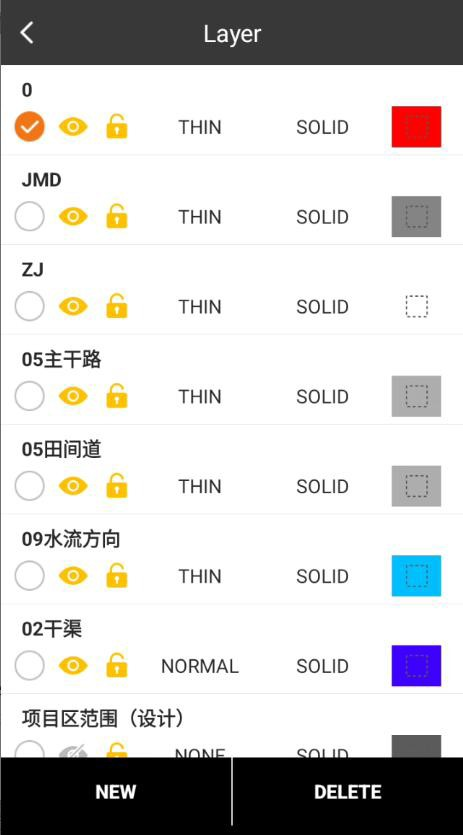 Layer
0
THIN SOLID
JMD
THIN SOLID
ZJ
THIN SOLID
05主干路
THIN SOLID
05田间道
THIN SOLID
09水流方向
THIN SOLID
02干渠
NORMAL SOLID
项目区范围（设计）
NONE SOLID
NEW DELETE